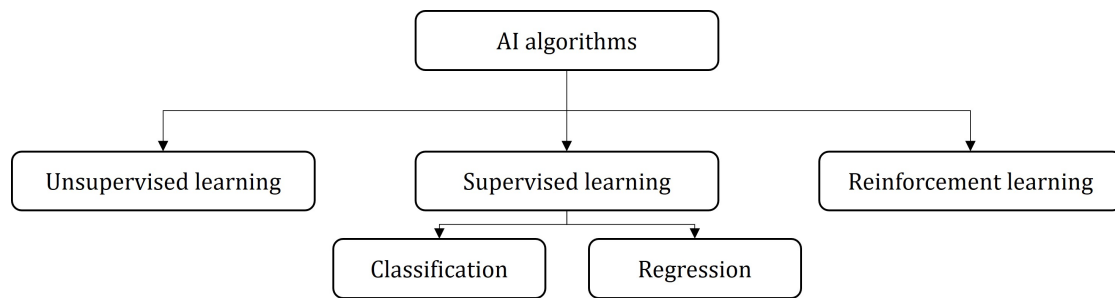 AI algorithms
Unsupervised learning
Supervised learning
Reinforcement learning
Classification
Regression